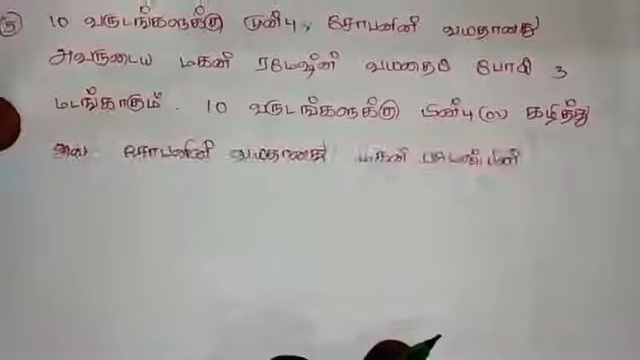 5 10 வருடங்களுக்கு முன்பு, சோபனின் வயதானது
அவருடைய மகன் ரமேஷின் வயதைப் போல் 3
மடங்காகும். 10 வருடங்களுக்கு பின்பு (௭) கழித்து
சோபனின் வயதானது மகன்